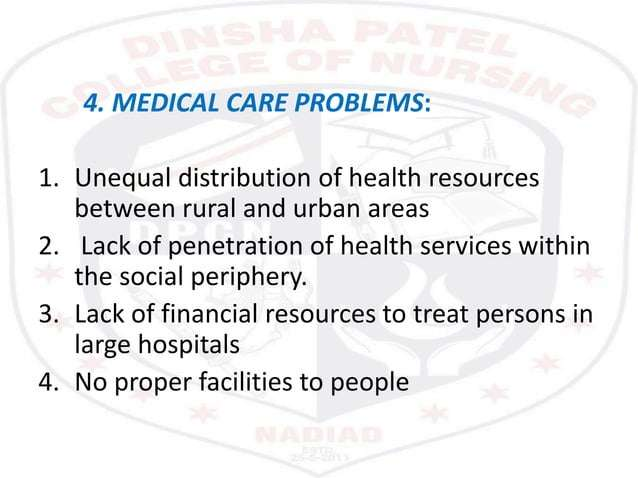 DINSHA PATEL
COLLEGE OF NURSING
4. MEDICAL CARE PROBLEMS:
1. Unequal distribution of health resources
between rural and urban areas
2. Lack of penetration of health services within
the social periphery.
3. Lack of financial resources to treat persons in
large hospitals
4. No proper facilities to people
DPCN
NADIAD